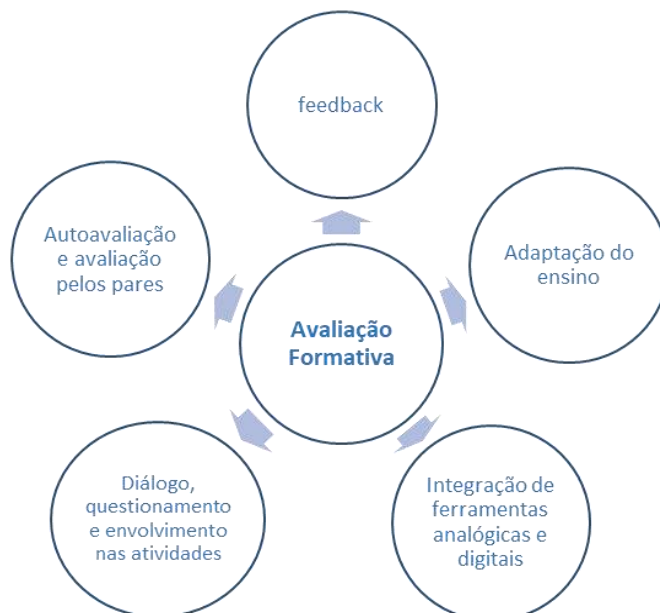 feedback
Autoavaliação
e avaliação
pelos pares
Adaptação do
ensino
Avaliação
Formativa
Diálogo,
questionamento
e envolvimento
nas atividades
Integração de
ferramentas
analógicas e
digitais